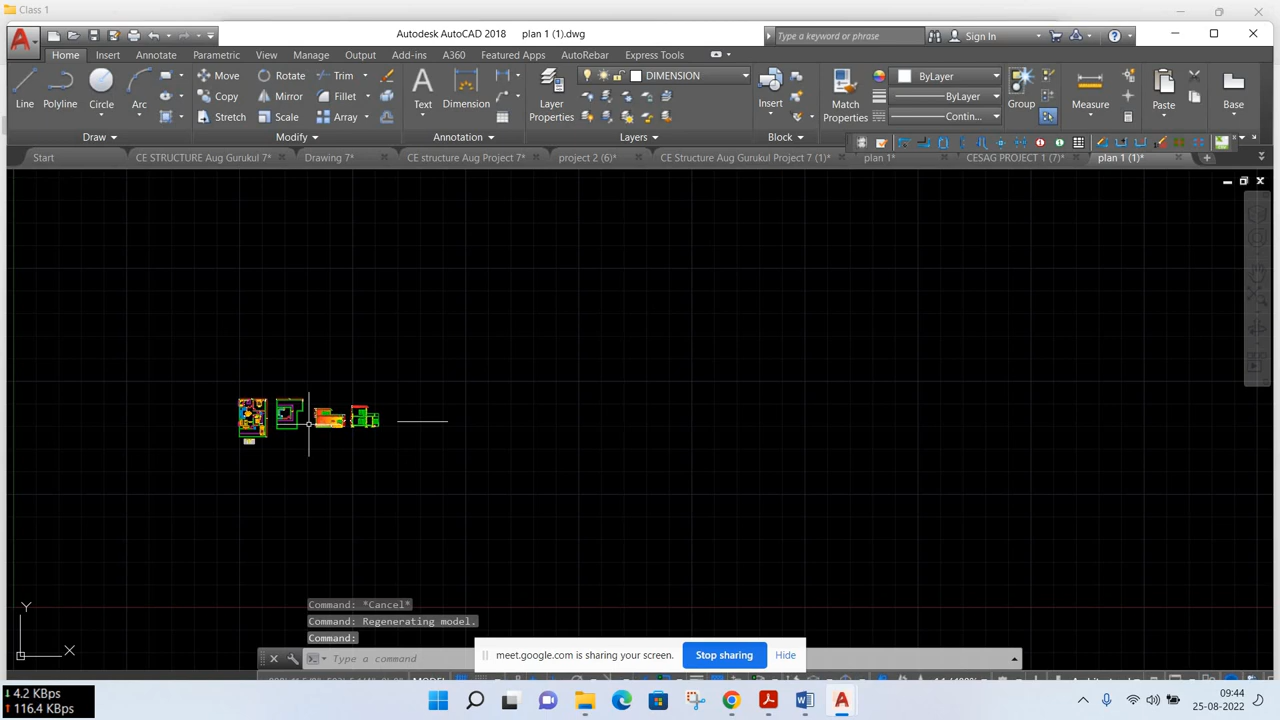 Class 1
Autodesk AutoCAD 2018 plan 1 (1).dwg
Type a keyword or phrase
Sign In
Home Insert Annotate Parametric View Manage Output Add-ins A360 Featured Apps AutoRebar Express Tools
Line Polyline Circle Arc
Move Rotate Trim
Copy Mirror Fillet
Stretch Scale Array
Text Dimension
Layer Properties
DIMENSION
Insert
Match Properties
ByLayer
ByLayer
Contin...
Group Measure Paste Base
Draw Modify Annotation Layers Block
Start CE STRUCTURE Aug Gurukul 7* Drawing 7* CE structure Aug Project 7* project 2 (6)* CE Structure Aug Gurukul Project 7 (1)* plan 1* CESAG PROJECT 1 (7)* plan 1 (1)*
Y
X
Command: *Cancel*
Command: Regenerating model.
Command:
Type a command
meet.google.com is sharing your screen. Stop sharing Hide
MODEL
4.2 KBps
116.4 KBps
09:44
25-08-2022